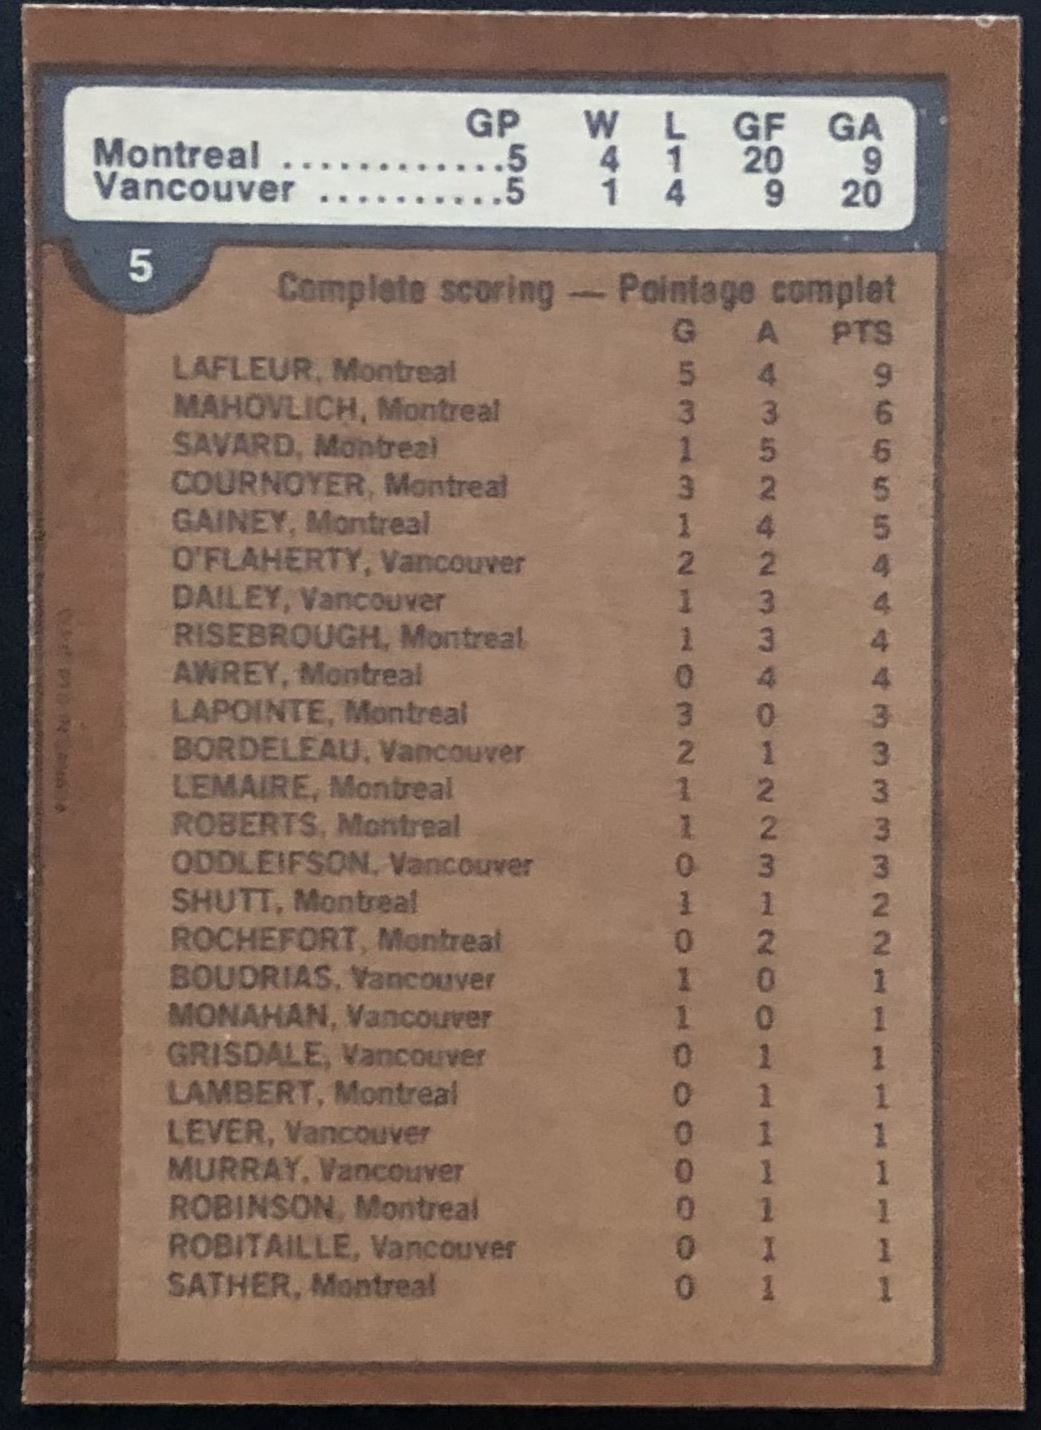 GP W L GF GA
Montreal ............5 4 1 20 9
Vancouver ..........5 1 4 9 20
5
Complete scoring — Pointage complet
G A PTS
LAFLEUR, Montreal 5 4 9
MAHOVLICH, Montreal 3 3 6
SAVARD, Montreal 1 5 6
COURNOYER, Montreal 3 2 5
GAINEY, Montreal 1 4 5
O'FLAHERTY, Vancouver 2 2 4
DAILEY, Vancouver 1 3 4
RISEBROUGH, Montreal 1 3 4
AWREY, Montreal 0 4 4
LAPOINTE, Montreal 3 0 3
BORDELEAU, Vancouver 2 1 3
LEMAIRE, Montreal 1 2 3
ROBERTS, Montreal 1 2 3
ODDLEIFSON, Vancouver 0 3 3
SHUTT, Montreal 1 1 2
ROCHEFORT, Montreal 0 2 2
BOUDRIAS, Vancouver 1 0 1
MONAHAN, Vancouver 1 0 1
GRISDALE, Vancouver 0 1 1
LAMBERT, Montreal 0 1 1
LEVER, Vancouver 0 1 1
MURRAY, Vancouver 0 1 1
ROBINSON, Montreal 0 1 1
ROBITAILLE, Vancouver 0 1 1
SATHER, Montreal 0 1 1